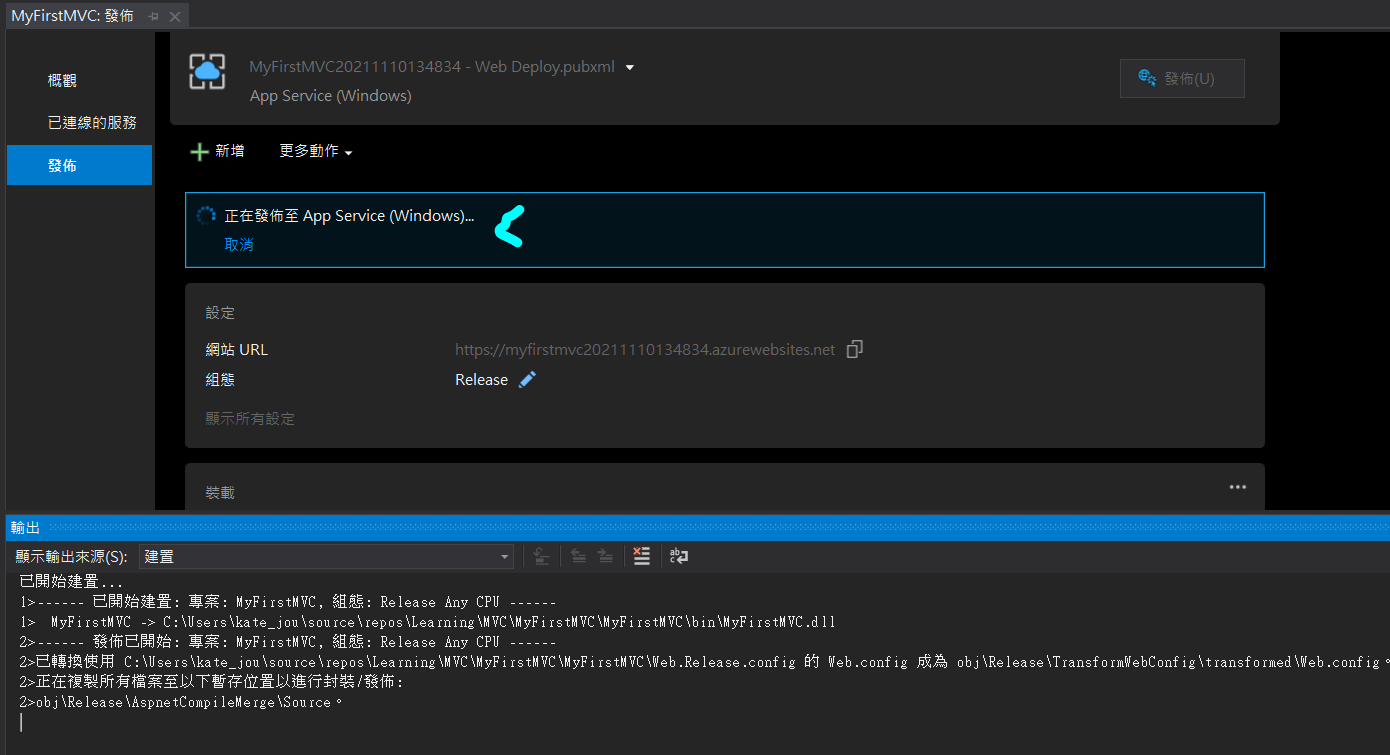 MyFirstMVC: 發佈
概觀
已連線的服務
發佈
MyFirstMVC20211110134834 - Web Deploy.pubxml
App Service (Windows)
發佈(U)
新增 更多動作
正在發佈至 App Service (Windows)...
取消
設定
網站 URL https://myfirstmvc20211110134834.azurewebsites.net
組態 Release
顯示所有設定
裝載
輸出
顯示輸出來源(S): 建置
已開始建置...
1>------ 已開始建置: 專案: MyFirstMVC, 組態: Release Any CPU ------
1>  MyFirstMVC -> C:\Users\kate_jou\source\repos\Learning\MVC\MyFirstMVC\MyFirstMVC\bin\MyFirstMVC.dll
2>------ 發佈已開始: 專案: MyFirstMVC, 組態: Release Any CPU ------
2>已轉換使用 C:\Users\kate_jou\source\repos\Learning\MVC\MyFirstMVC\MyFirstMVC\Web.Release.config 的 Web.config 成為 obj\Release\TransformWebConfig\transformed\Web.config。
2>正在複製所有檔案至以下暫存位置以進行封裝/發佈:
2>obj\Release\AspnetCompileMerge\Source。